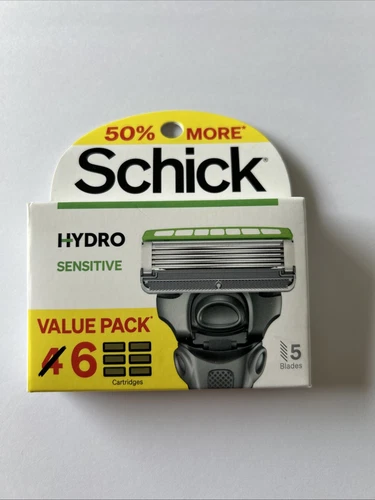 50% MORE*
Schick®
HYDRO
SENSITIVE
VALUE PACK*
4 6
Cartridges
5
Blades